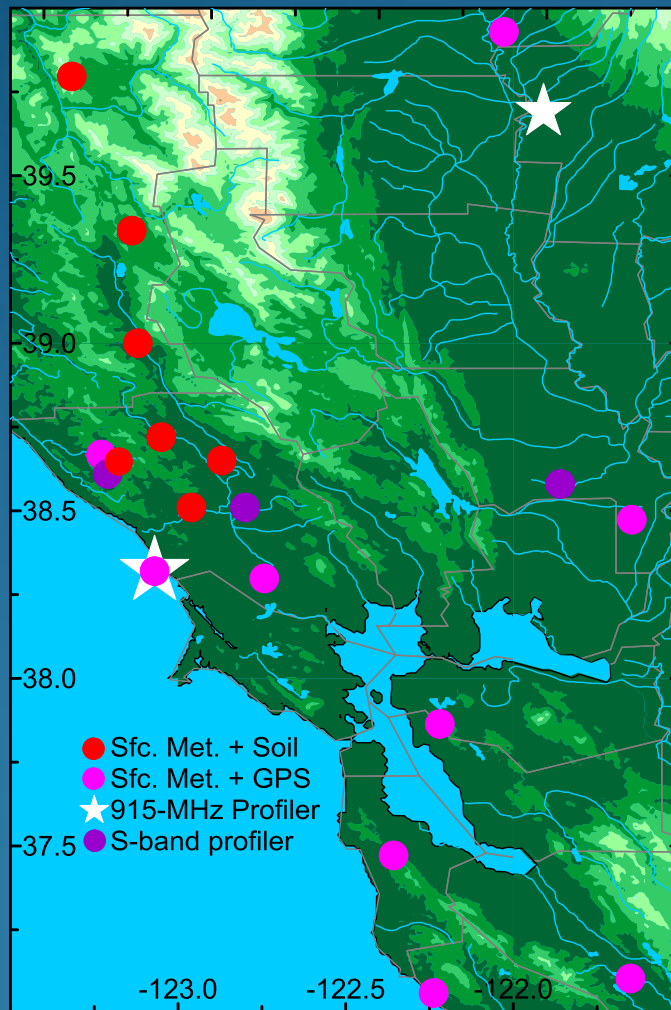 39.5
39.0
38.5
38.0
Sfc. Met. + Soil
Sfc. Met. + GPS
915-MHz Profiler
S-band profiler
37.5
-123.0 -122.5 -122.0